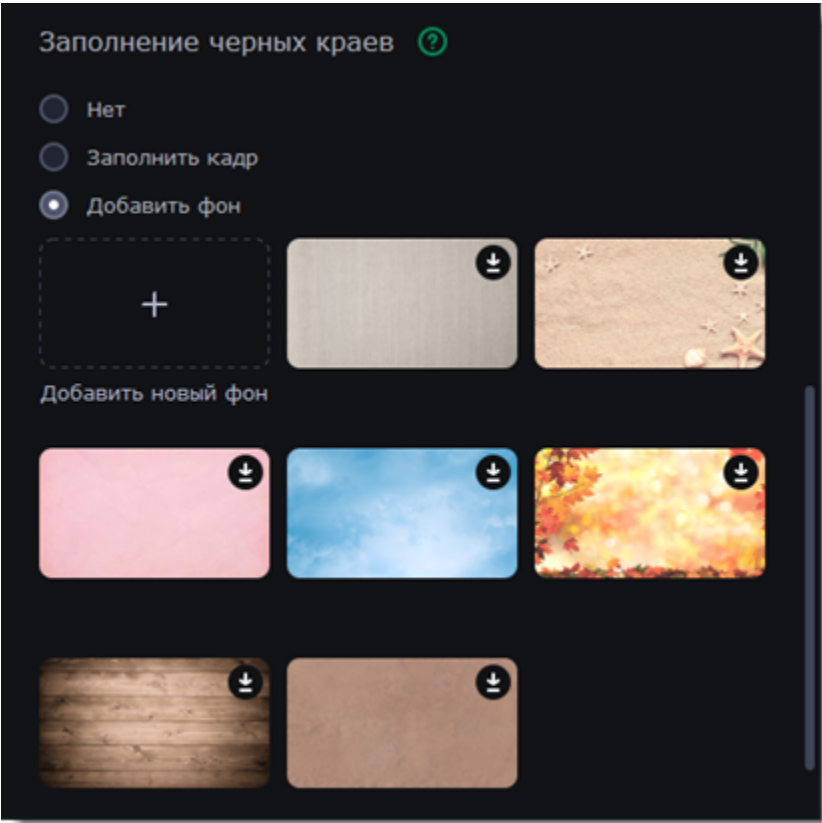 Заполнение черных краев ?
Нет
Заполнить кадр
Добавить фон
Добавить новый фон